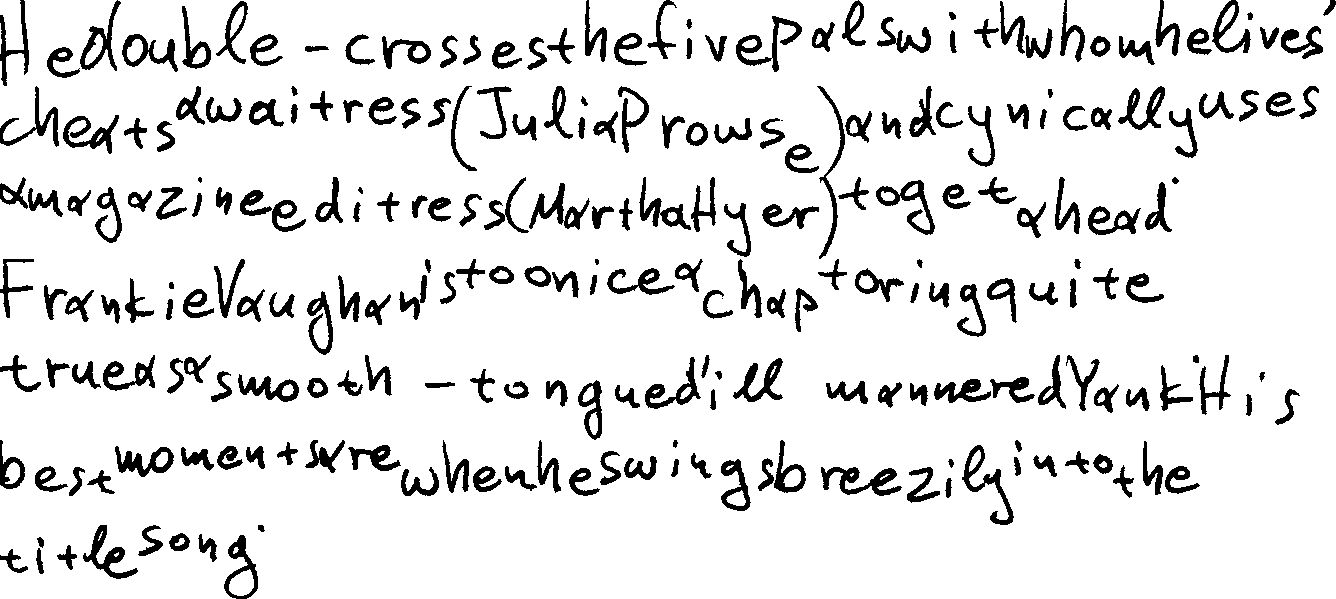 He double-crosses the five pals with whom he lives,
cheats a waitress (Julia Prowse) and cynically uses
a magazine editress (Martha Hyer) to get ahead.
Frankie Vaughan is too nice a chap to ring quite
true as a smooth-tongued, ill mannered Yank. His
best moments are when he swings breezily into the
title song.